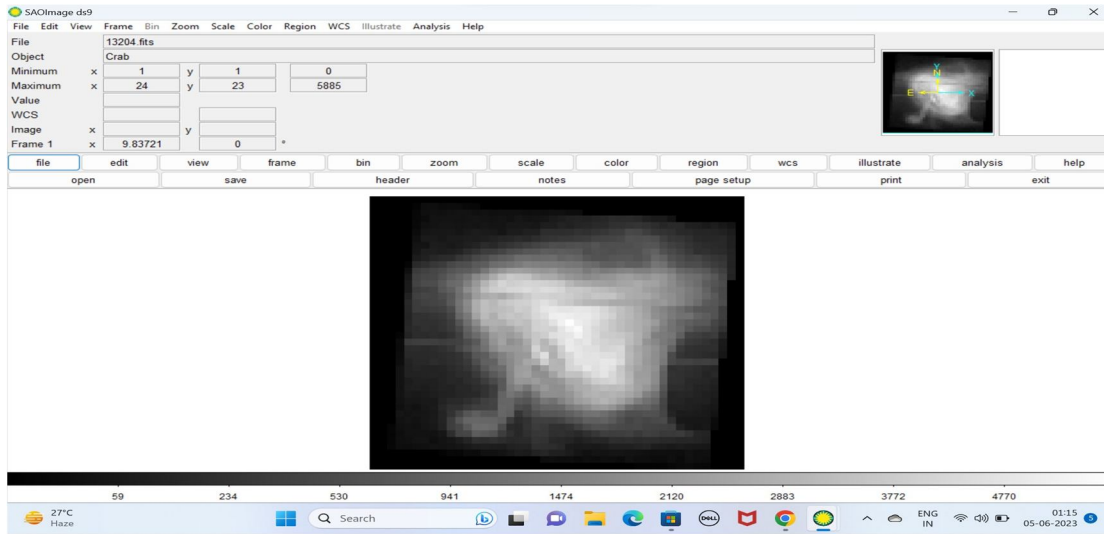 SAOImage ds9
File Edit View Frame Bin Zoom Scale Color Region WCS Illustrate Analysis Help
File 13204.fits
Object Crab
Minimum x 1 y 1 0
Maximum x 24 y 23 5885
Value
WCS
Image x y
Frame 1 x 9.83721 0 °
Y
N
E X
file edit view frame bin zoom scale color region wcs illustrate analysis help
open save header notes page setup print exit
59 234 530 941 1474 2120 2883 3772 4770
27°C
Haze
Search
DELL
ENG
IN
01:15
05-06-2023
5